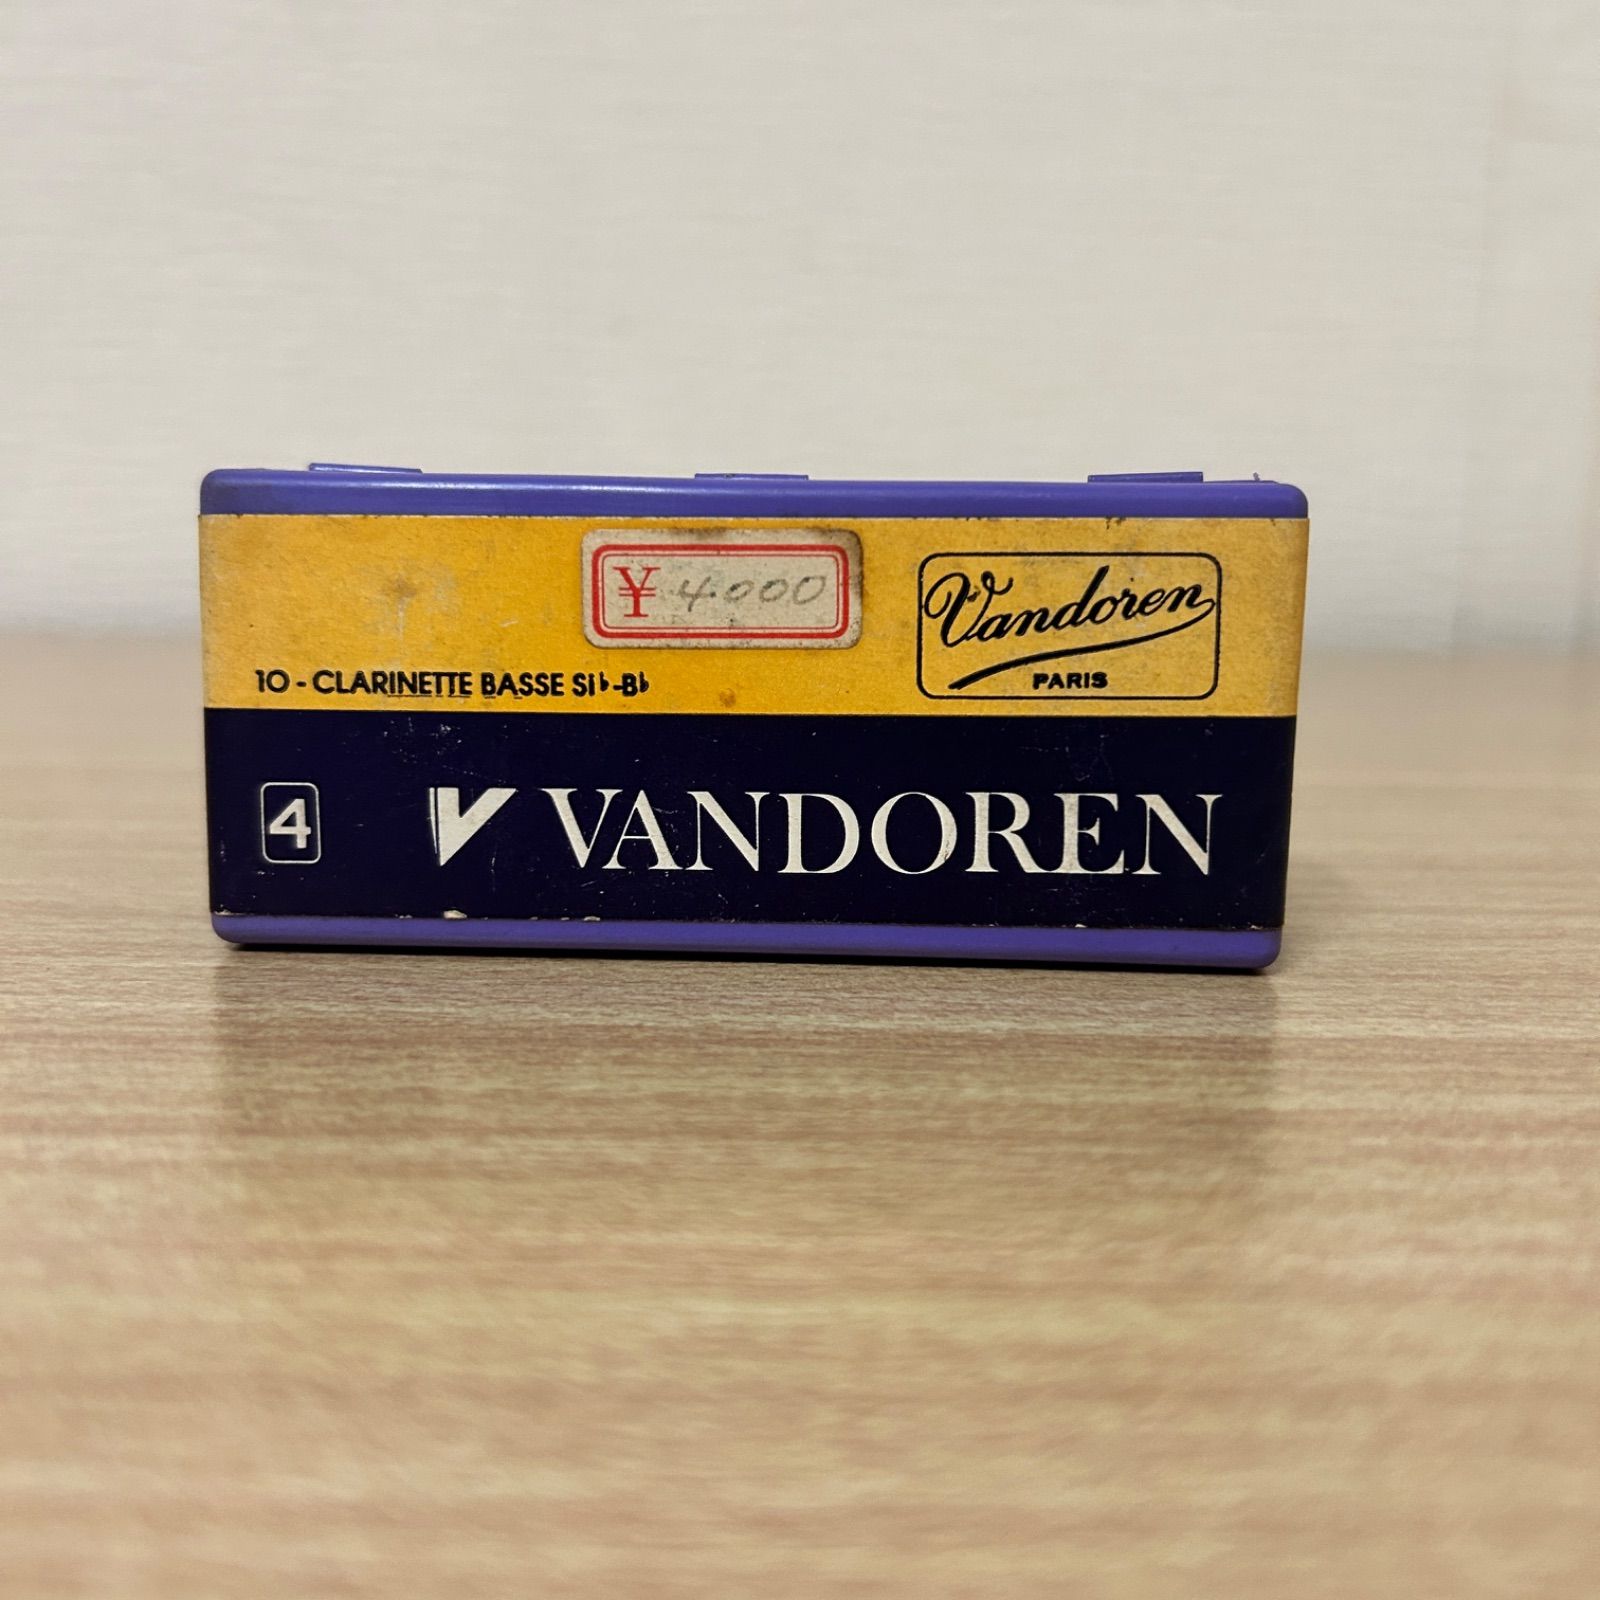 ¥ 4.000
Vandoren
PARIS
10 - CLARINETTE BASSE SI♭-B♭
4
V VANDOREN